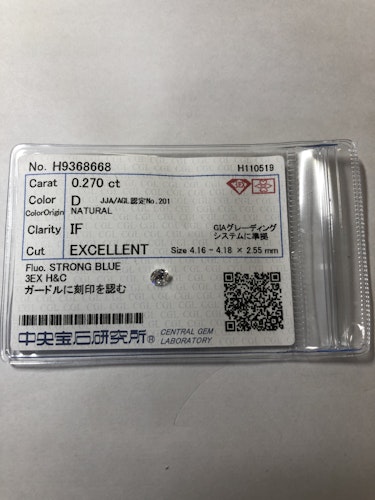 No. H9368668 H110519
Carat 0.270 ct
Color D JJA/AGL認定No.201
ColorOrigin NATURAL
Clarity IF GIAグレーディング
システムに準拠
Cut EXCELLENT Size 4.16 - 4.18 × 2.55 mm
Fluo. STRONG BLUE
3EX H&C
ガードルに刻印を認む
中央宝石研究所® CENTRAL GEM
LABORATORY